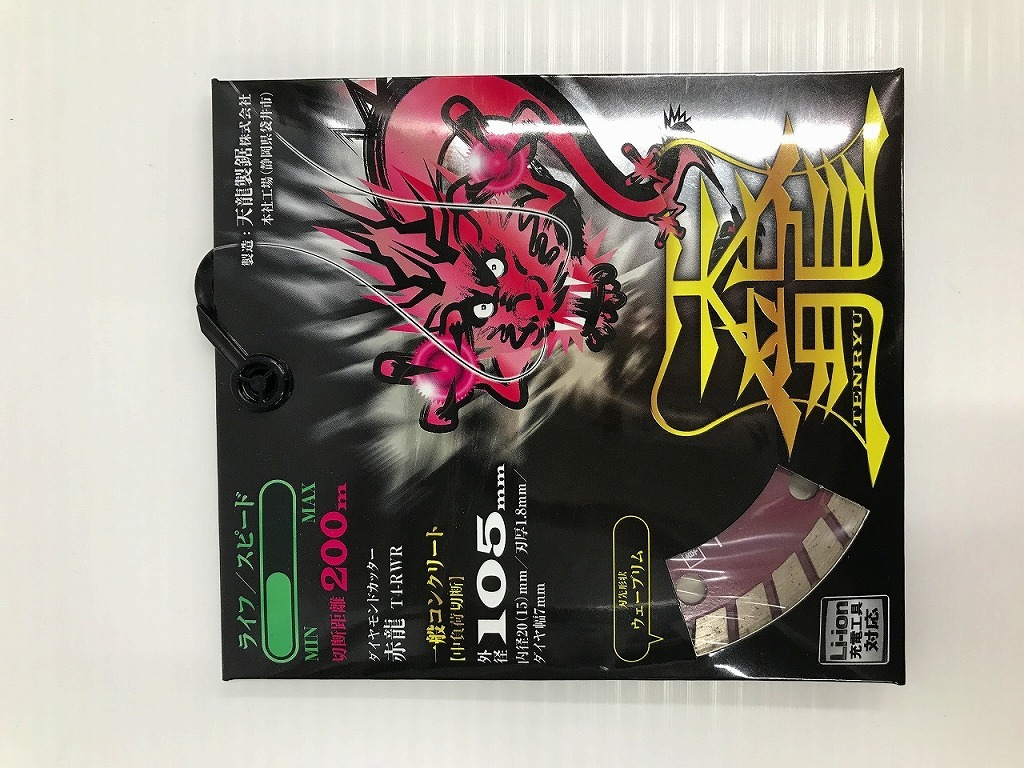 ライフ/スピード
MIN MAX
切断距離 200m
ダイヤモンドカッター
赤龍 T4-RWR
一般コンクリート
[中負荷切断]
外径 105mm
内径20(15)mm/刃厚1.8mm/
ダイヤ幅7mm
製造:天龍製鋸株式会社
本社工場(静岡県袋井市)
刃先形状
ウェーブリム
Li-ion
充電工具
対応
天龍
TENRYU